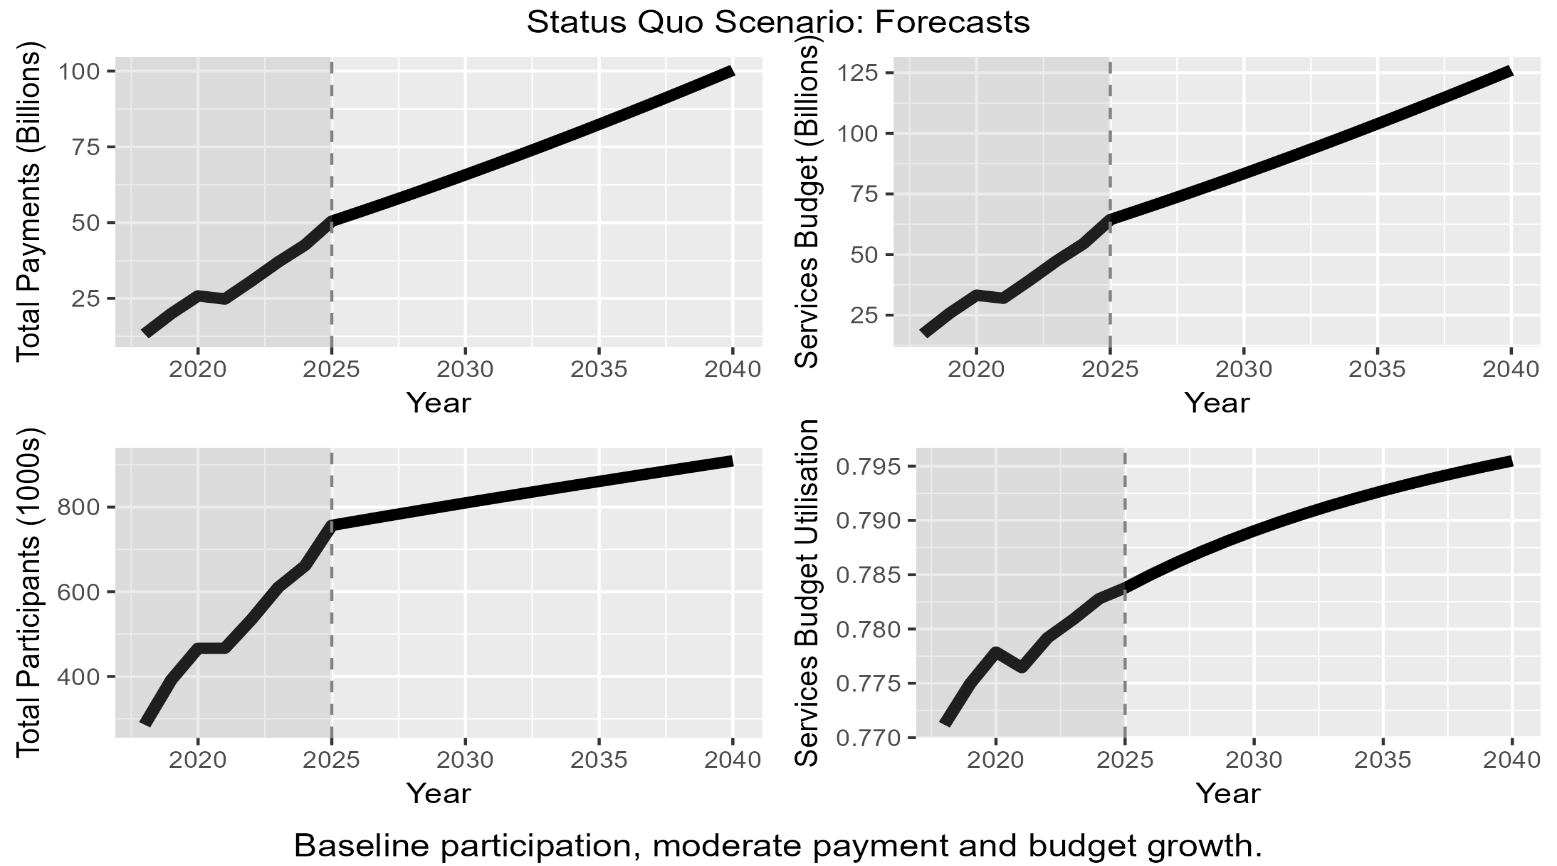 Status Quo Scenario: Forecasts
Total Payments (Billions)
100
75
50
25
2020 2025 2030 2035 2040
Year
Services Budget (Billions)
125
100
75
50
25
2020 2025 2030 2035 2040
Year
Total Participants (1000s)
800
600
400
2020 2025 2030 2035 2040
Year
Services Budget Utilisation
0.795
0.790
0.785
0.780
0.775
0.770
2020 2025 2030 2035 2040
Year
Baseline participation, moderate payment and budget growth.